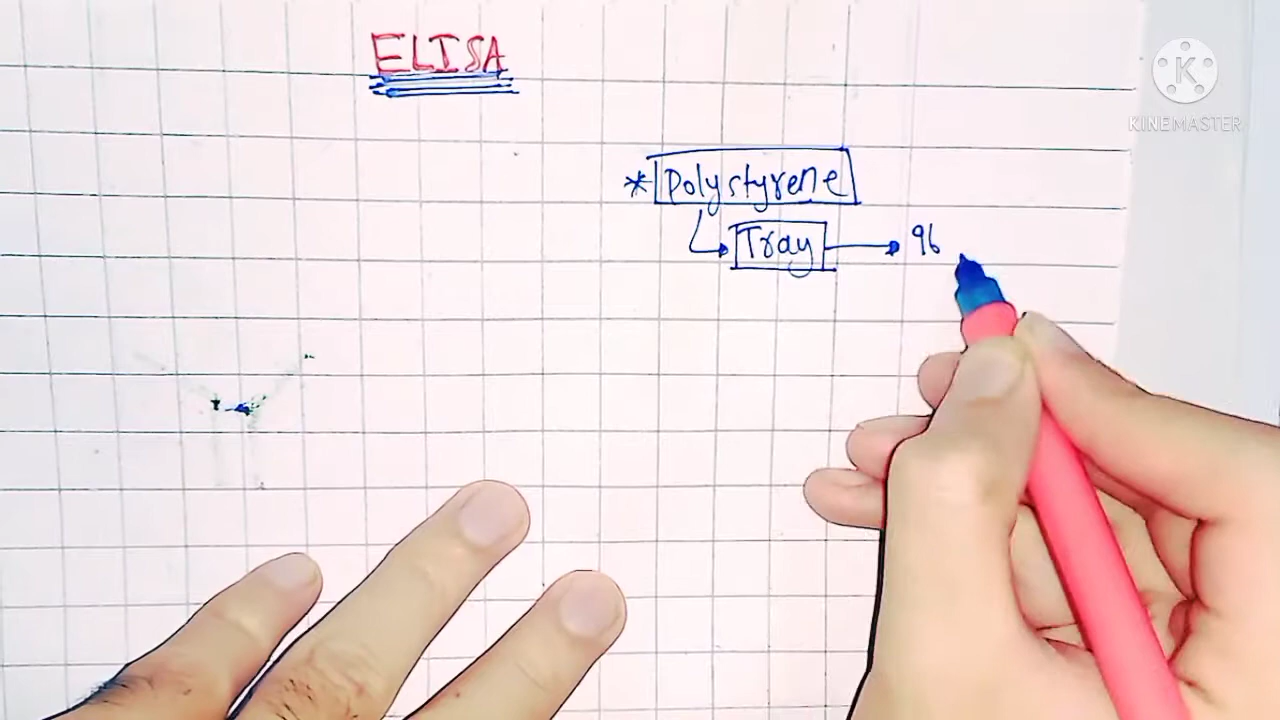 ELISA
K
KINEMASTER
* Polystyrene
Tray → 96